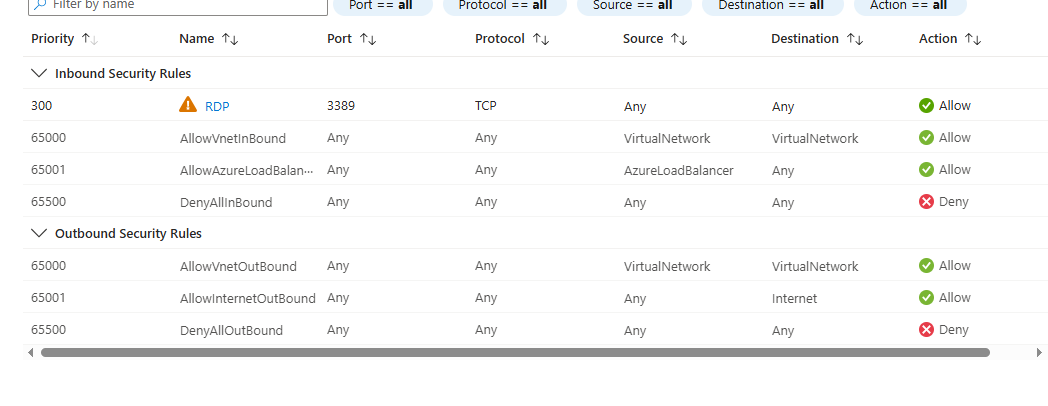 Filter by name Port == all Protocol == all Source == all Destination == all Action == all
Priority Name Port Protocol Source Destination Action
Inbound Security Rules
300 RDP 3389 TCP Any Any Allow
65000 AllowVnetInBound Any Any VirtualNetwork VirtualNetwork Allow
65001 AllowAzureLoadBalan··· Any Any AzureLoadBalancer Any Allow
65500 DenyAllInBound Any Any Any Any Deny
Outbound Security Rules
65000 AllowVnetOutBound Any Any VirtualNetwork VirtualNetwork Allow
65001 AllowInternetOutBound Any Any Any Internet Allow
65500 DenyAllOutBound Any Any Any Any Deny